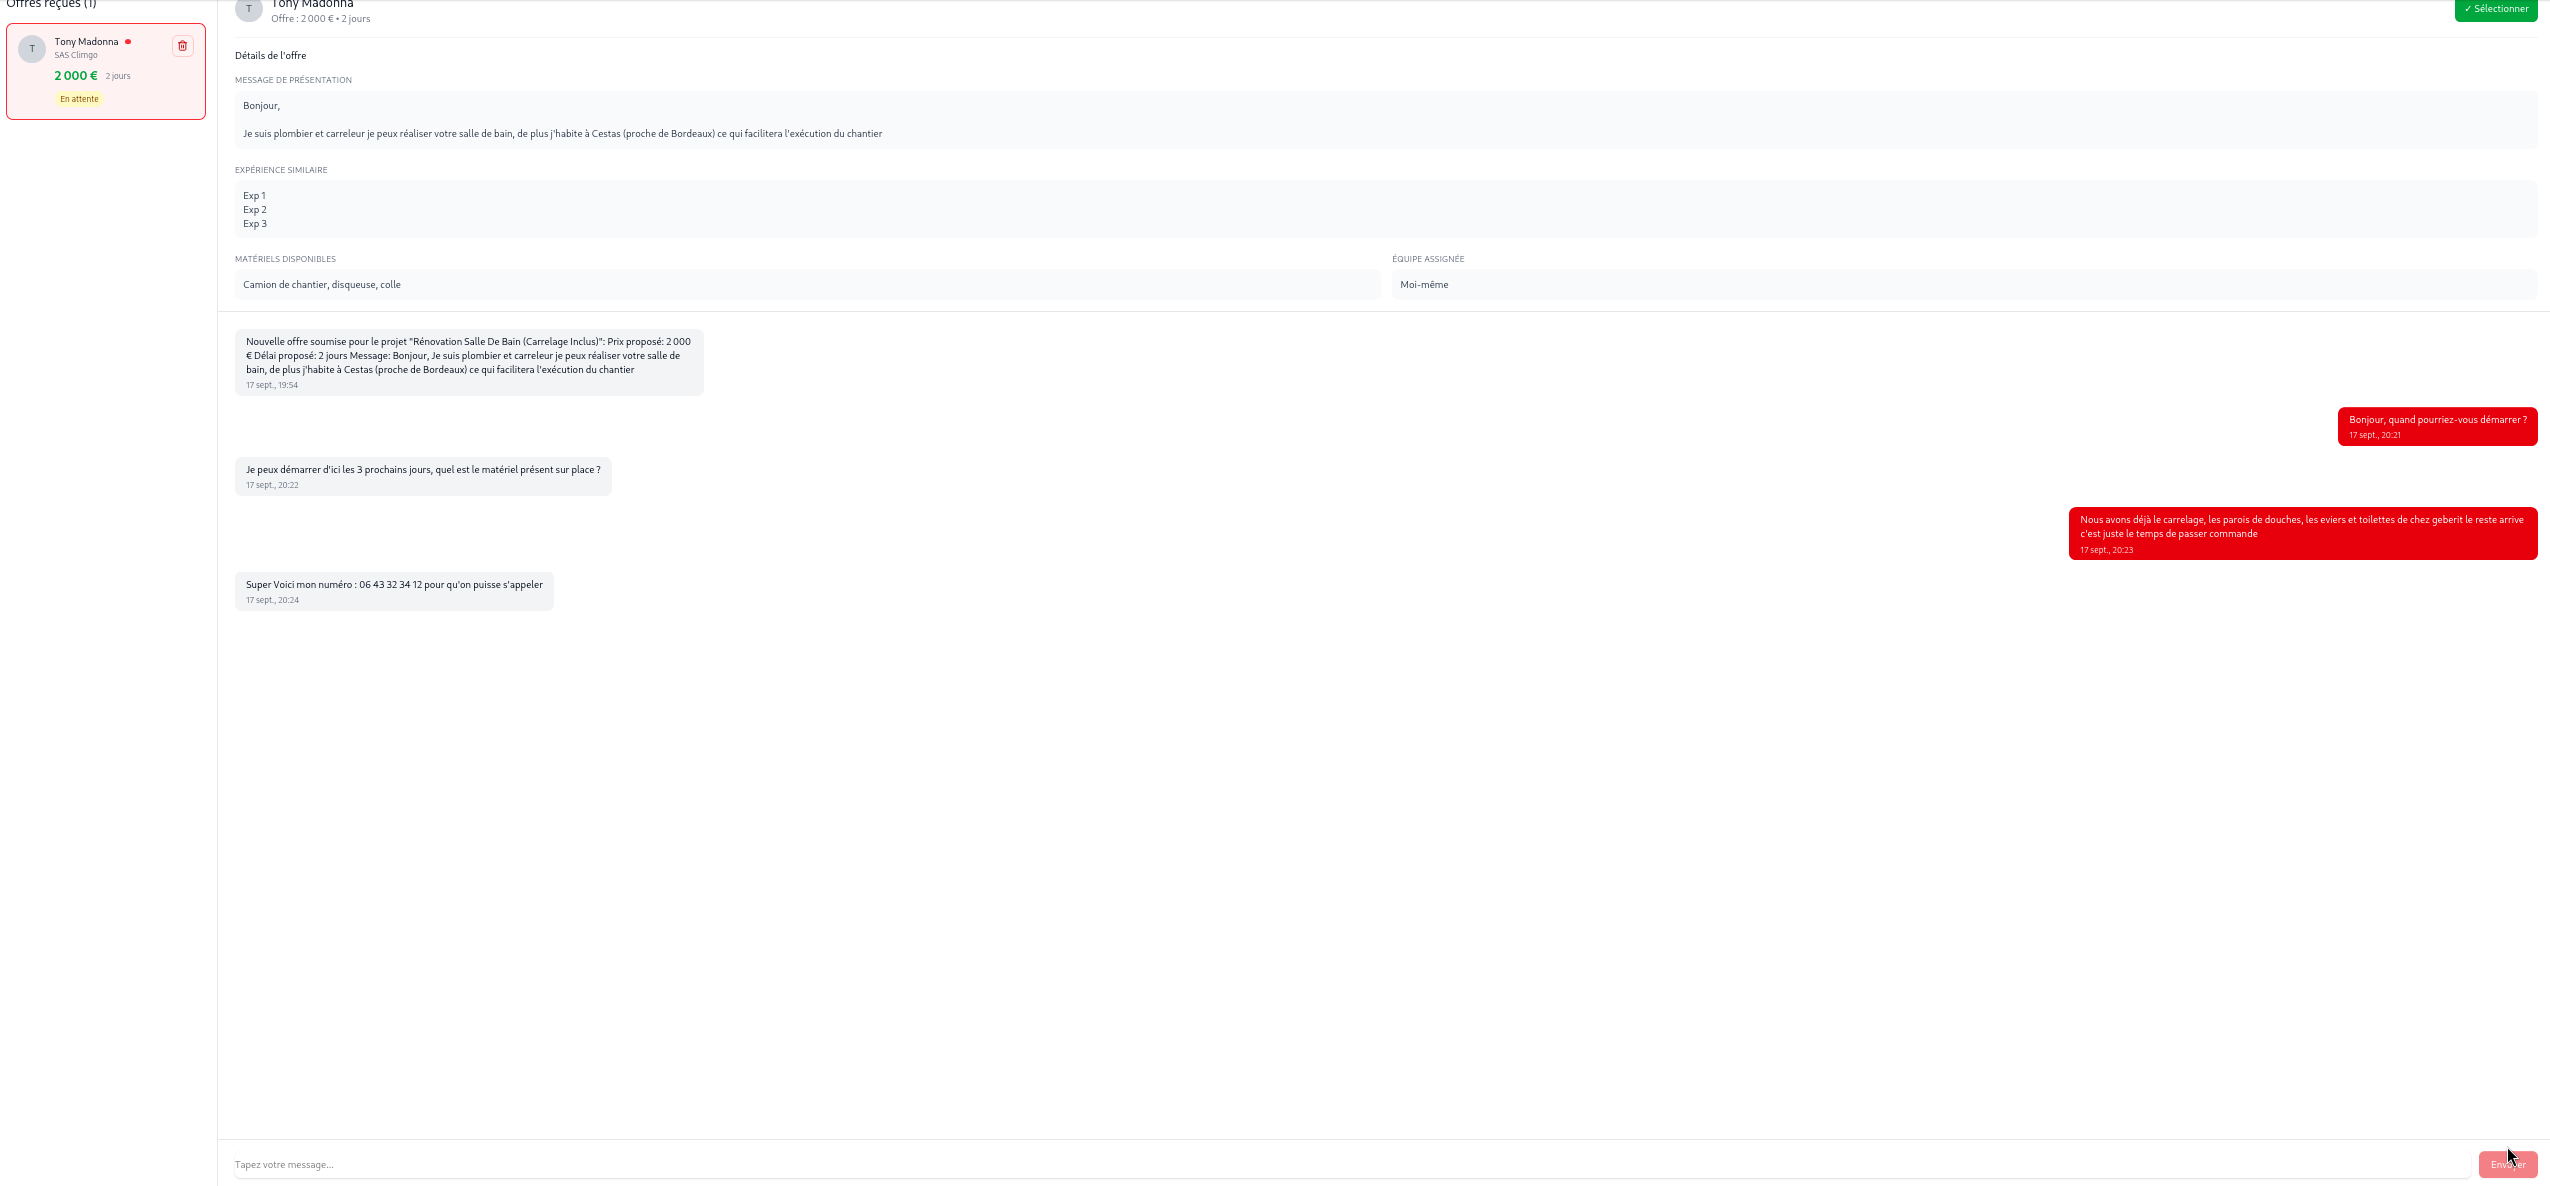 Offres reçues (1)
T
Tony Madonna
SAS Climgo
2 000 € 2 jours
En attente
T
Tony Madonna
Offre : 2 000 € • 2 jours
✓ Sélectionner
Détails de l'offre
MESSAGE DE PRÉSENTATION
Bonjour,
Je suis plombier et carreleur je peux réaliser votre salle de bain, de plus j'habite à Cestas (proche de Bordeaux) ce qui facilitera l'exécution du chantier
EXPÉRIENCE SIMILAIRE
Exp 1
Exp 2
Exp 3
MATÉRIELS DISPONIBLES
Camion de chantier, disqueuse, colle
ÉQUIPE ASSIGNÉE
Moi-même
Nouvelle offre soumise pour le projet "Rénovation Salle De Bain (Carrelage Inclus)": Prix proposé: 2 000
€ Délai proposé: 2 jours Message: Bonjour, Je suis plombier et carreleur je peux réaliser votre salle de
bain, de plus j'habite à Cestas (proche de Bordeaux) ce qui facilitera l'exécution du chantier
17 sept., 19:54
Bonjour, quand pourriez-vous démarrer ?
17 sept., 20:21
Je peux démarrer d'ici les 3 prochains jours, quel est le matériel présent sur place ?
17 sept., 20:22
Nous avons déjà le carrelage, les parois de douches, les eviers et toilettes de chez geberit le reste arrive
c'est juste le temps de passer commande
17 sept., 20:23
Super Voici mon numéro : 06 43 32 34 12 pour qu'on puisse s'appeler
17 sept., 20:24
Tapez votre message...
Envoyer